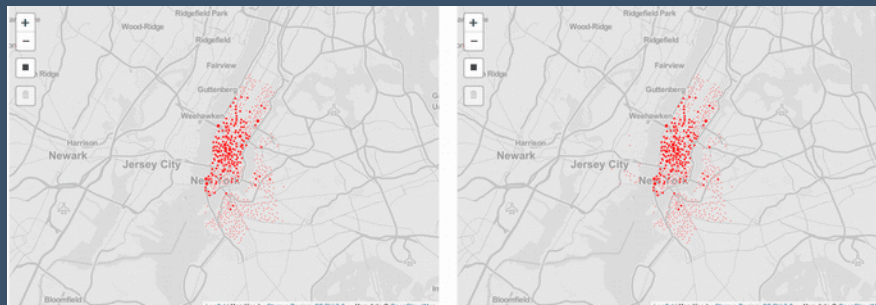 +
−
Ridgefield Park
Wood-Ridge
Ridgefield
Fairview
Guttenberg
Weehawken
Harrison
Newark
Jersey City
New York
Bloomfield
+
−
Ridgefield Park
Wood-Ridge
Ridgefield
Fairview
Guttenberg
Weehawken
Harrison
Newark
Jersey City
New York
Bloomfield